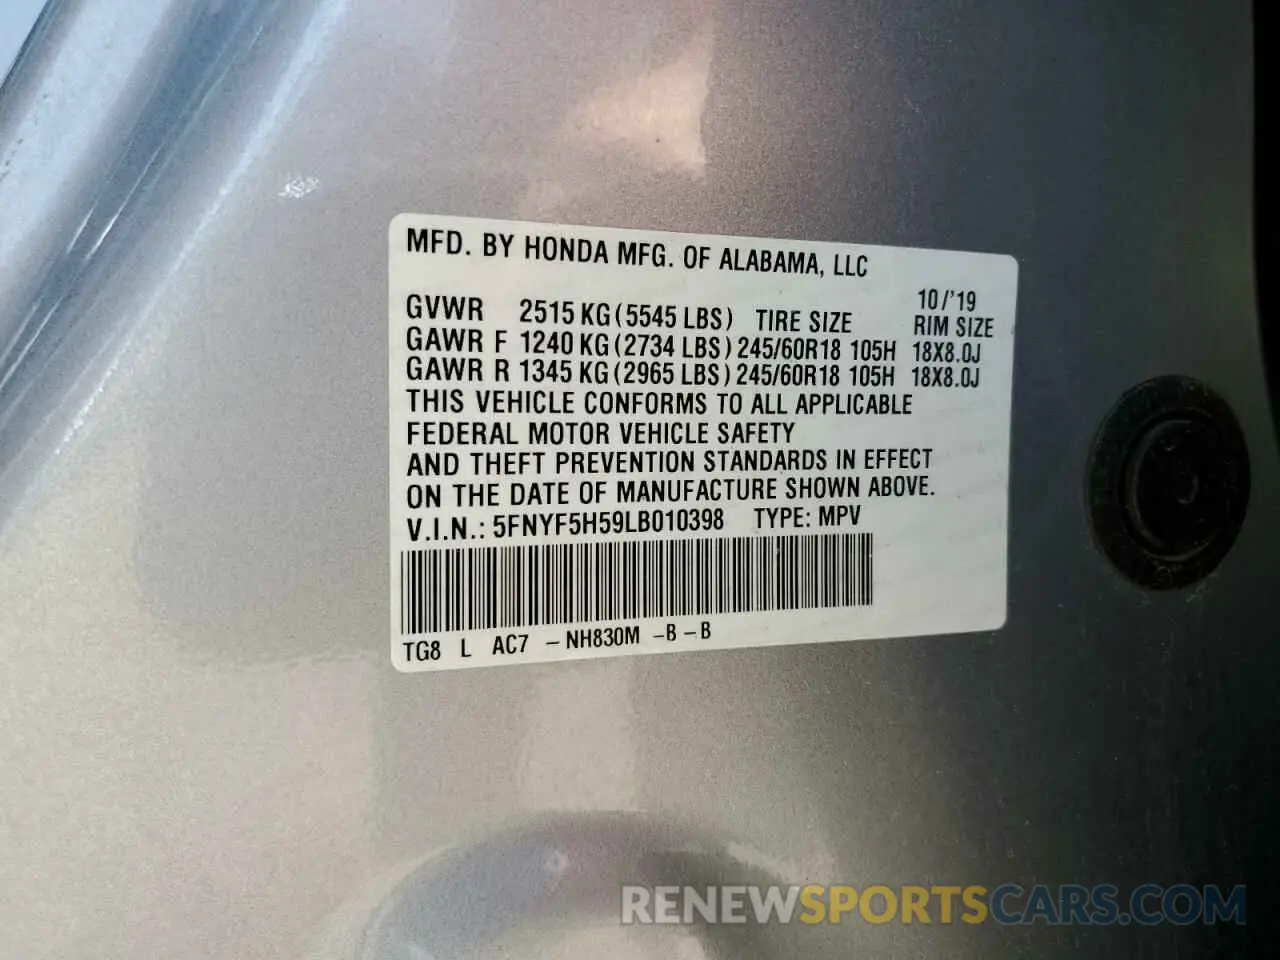 MFD. BY HONDA MFG. OF ALABAMA, LLC
10/'19
GVWR 2515 KG (5545 LBS) TIRE SIZE RIM SIZE
GAWR F 1240 KG (2734 LBS) 245/60R18 105H 18X8.0J
GAWR R 1345 KG (2965 LBS) 245/60R18 105H 18X8.0J
THIS VEHICLE CONFORMS TO ALL APPLICABLE
FEDERAL MOTOR VEHICLE SAFETY
AND THEFT PREVENTION STANDARDS IN EFFECT
ON THE DATE OF MANUFACTURE SHOWN ABOVE.
V.I.N.: 5FNYF5H59LB010398 TYPE: MPV
TG8 L AC7 - NH830M - B - B
RENEWSPORTSCARS.COM